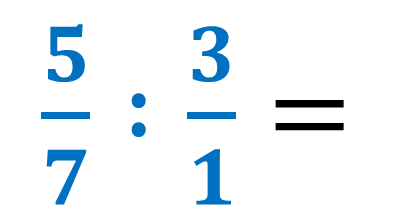 5/7 : 3/1 =